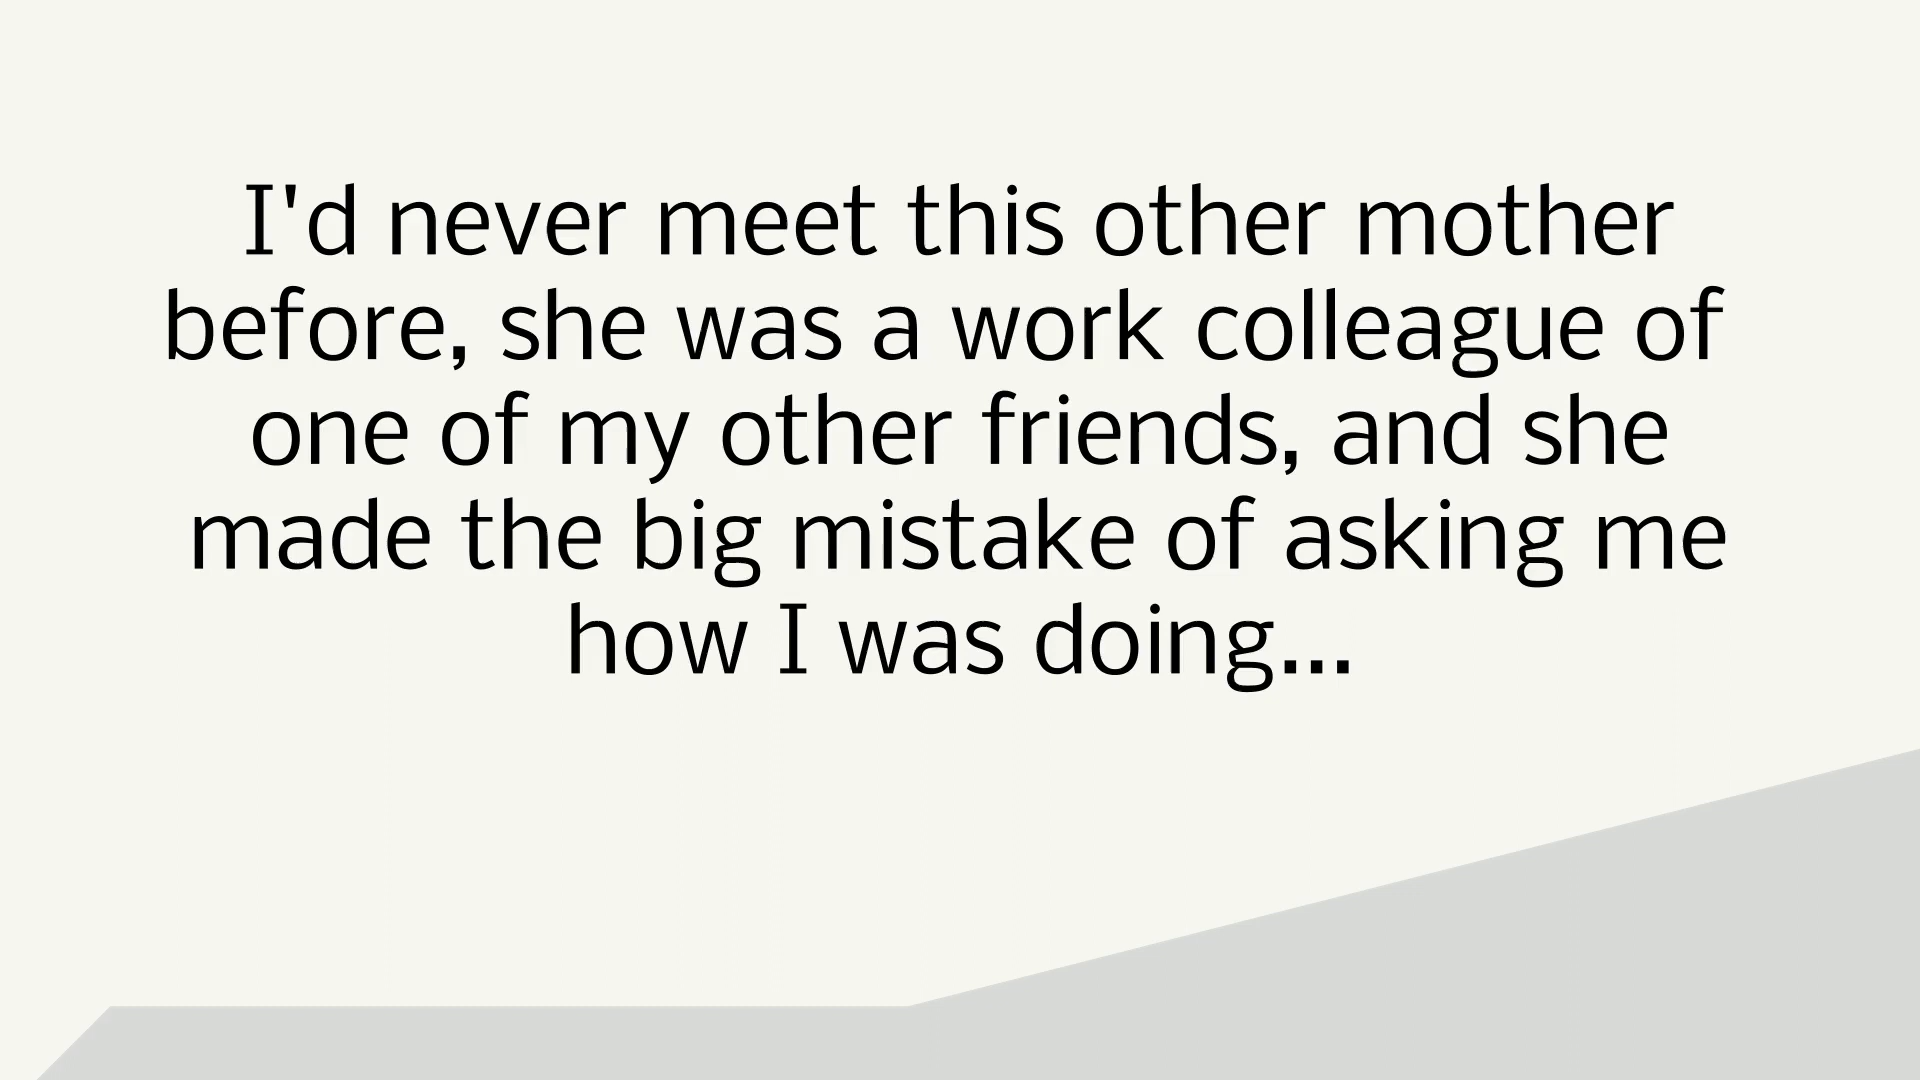 I'd never meet this other mother
before, she was a work colleague of
one of my other friends, and she
made the big mistake of asking me
how I was doing...